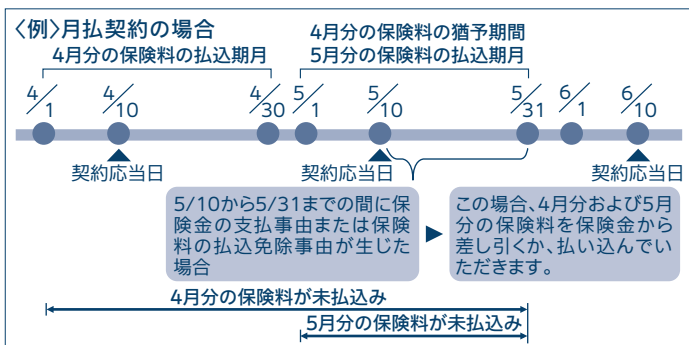 〈例〉月払契約の場合
4月分の保険料の払込期月
4月分の保険料の猶予期間
5月分の保険料の払込期月
4/1 4/10 4/30 5/1 5/10 5/31 6/1 6/10
契約応当日 契約応当日 契約応当日
5/10から5/31までの間に保
険金の支払事由または保険
料の払込免除事由が生じた
場合
この場合、4月分および5月
分の保険料を保険金から
差し引くか、払い込んでい
ただきます。
4月分の保険料が未払込み
5月分の保険料が未払込み